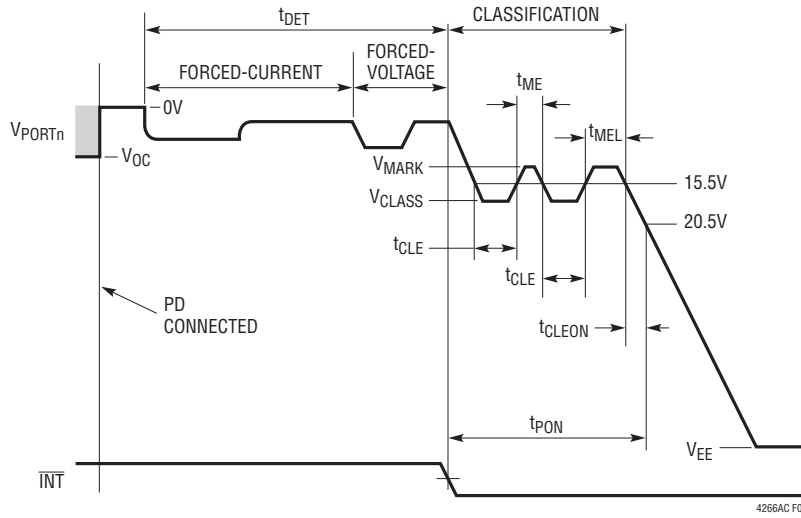 tDET
CLASSIFICATION
FORCED-CURRENT
FORCED-
VOLTAGE
tME
0V
VPORTn
VOC
tMEL
VMARK
15.5V
VCLASS
20.5V
tCLE
tCLE
PD
CONNECTED
tCLEON
tPON
VEE
INT
4266AC F0